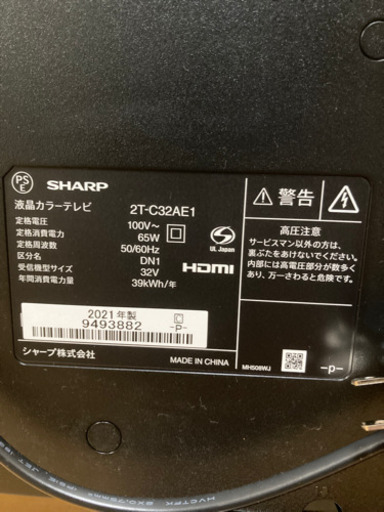 PS
E
SHARP
液晶カラーテレビ 2T-C32AE1
定格電圧 100V~
定格消費電力 65W
定格周波数 50/60Hz
区分名 DN1
受信機型サイズ 32V
年間消費電力量 39kWh/年
S
UL Japan
HDMI
2021年製 C
9493882 -P-
シャープ株式会社
MADE IN CHINA
警告
高圧注意
サービスマン以外の方は、
裏ぶたをあけないでください。
内部には高電圧部分が数多く
あり、万一さわると危険です。
MH508WJ
-P-